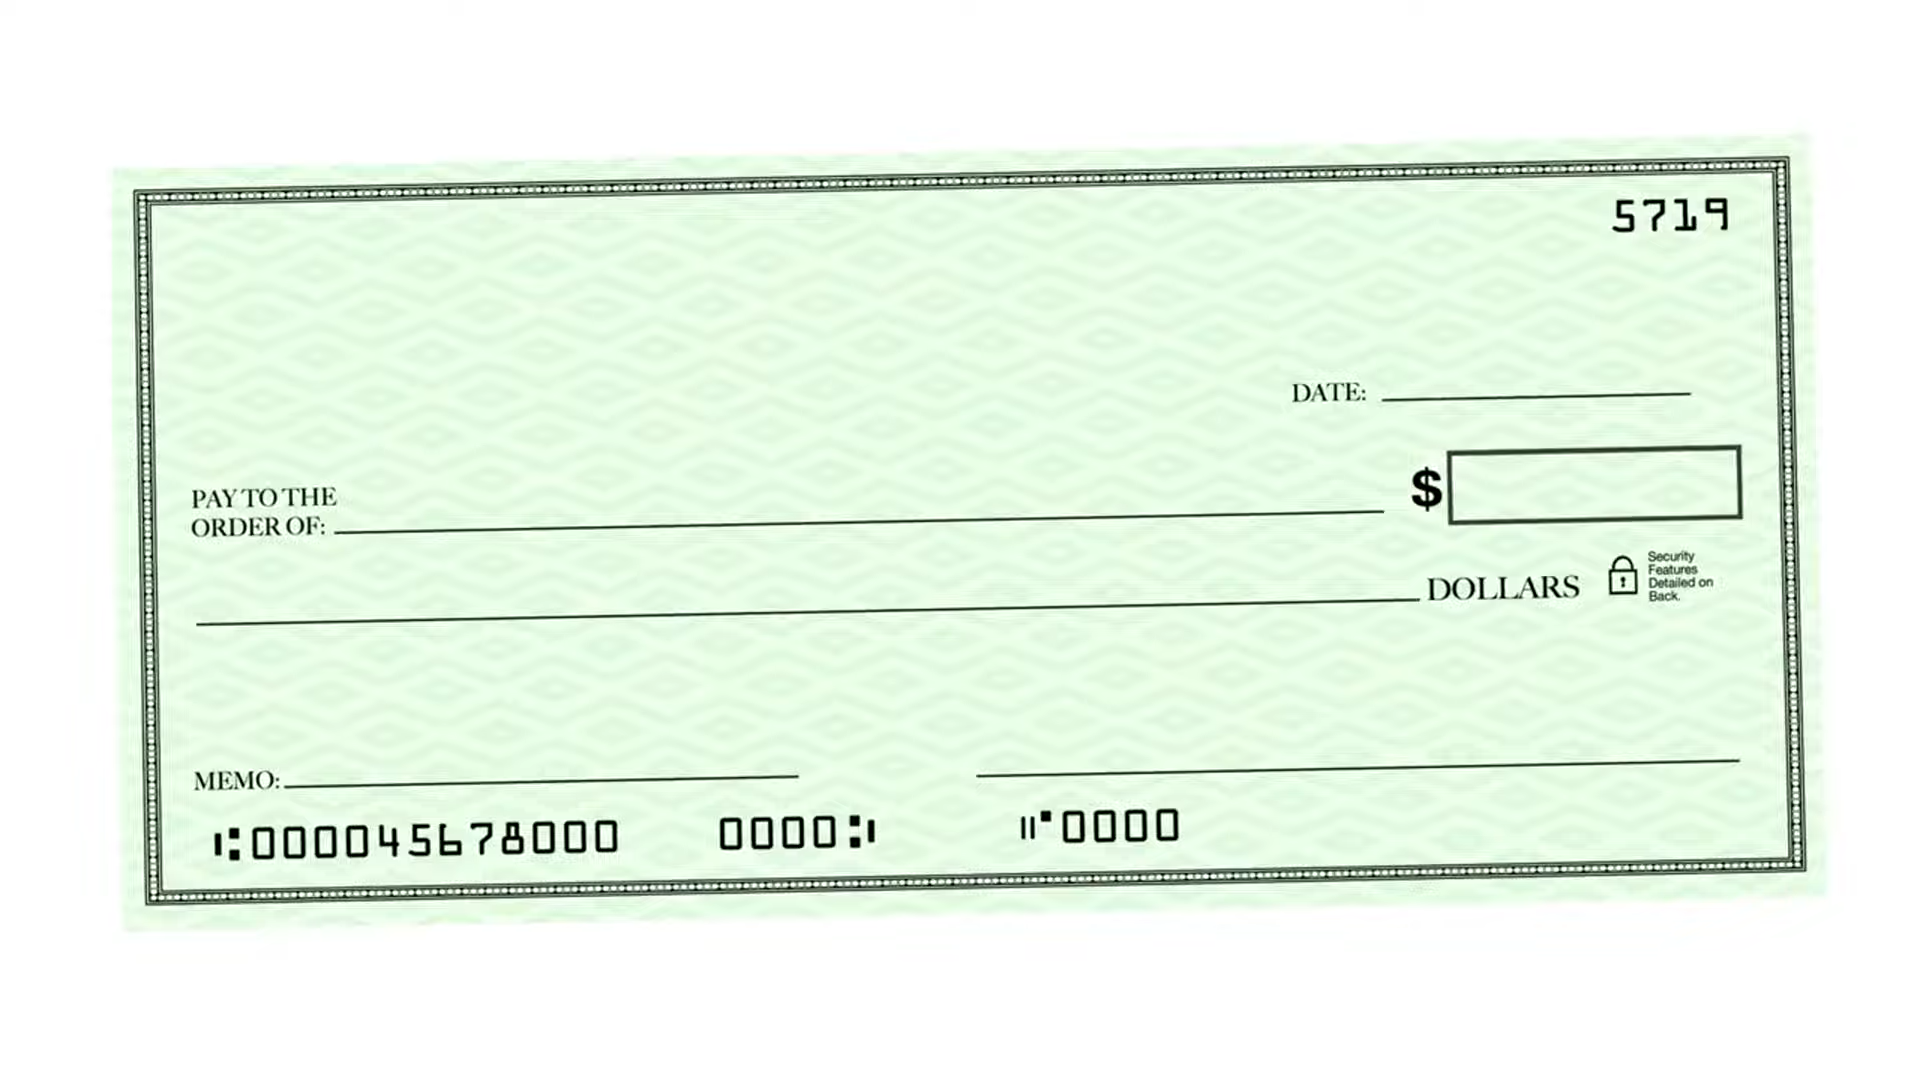 5719
DATE:
PAY TO THE
ORDER OF:
$
DOLLARS
Security
Features
Detailed on
Back.
MEMO:
⑆000045678000 0000⑆ ⑈0000